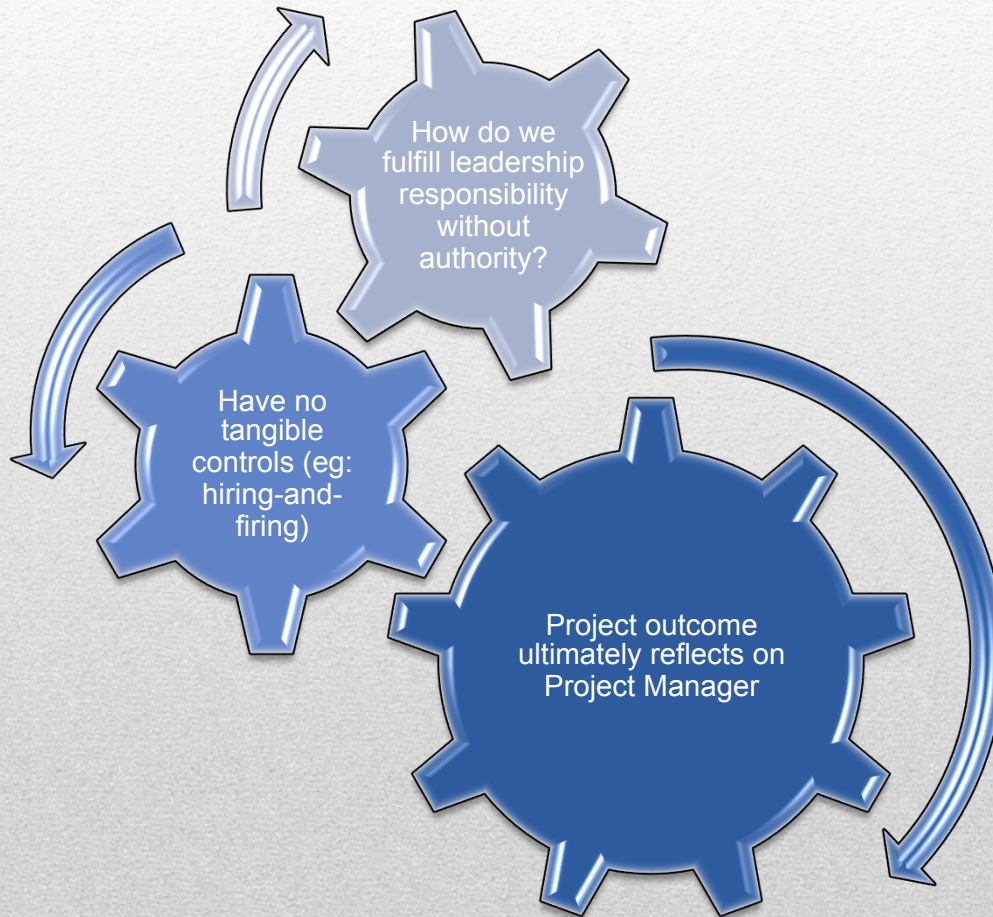 How do we
fulfill leadership
responsibility
without
authority?
Have no
tangible
controls (eg:
hiring-and-
firing)
Project outcome
ultimately reflects on
Project Manager